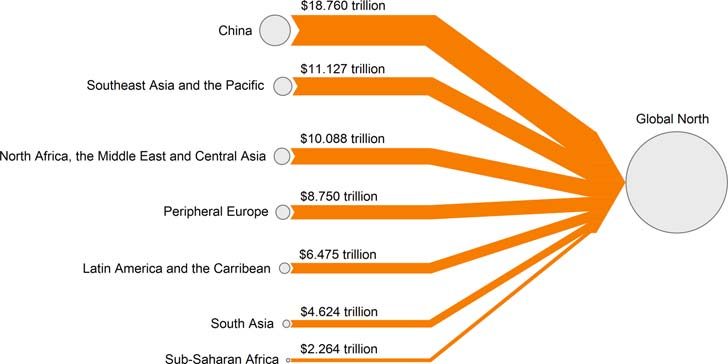 $18.760 trillion
China
$11.127 trillion
Southeast Asia and the Pacific
Global North
$10.088 trillion
North Africa, the Middle East and Central Asia
$8.750 trillion
Peripheral Europe
$6.475 trillion
Latin America and the Carribean
$4.624 trillion
South Asia
$2.264 trillion
Sub-Saharan Africa